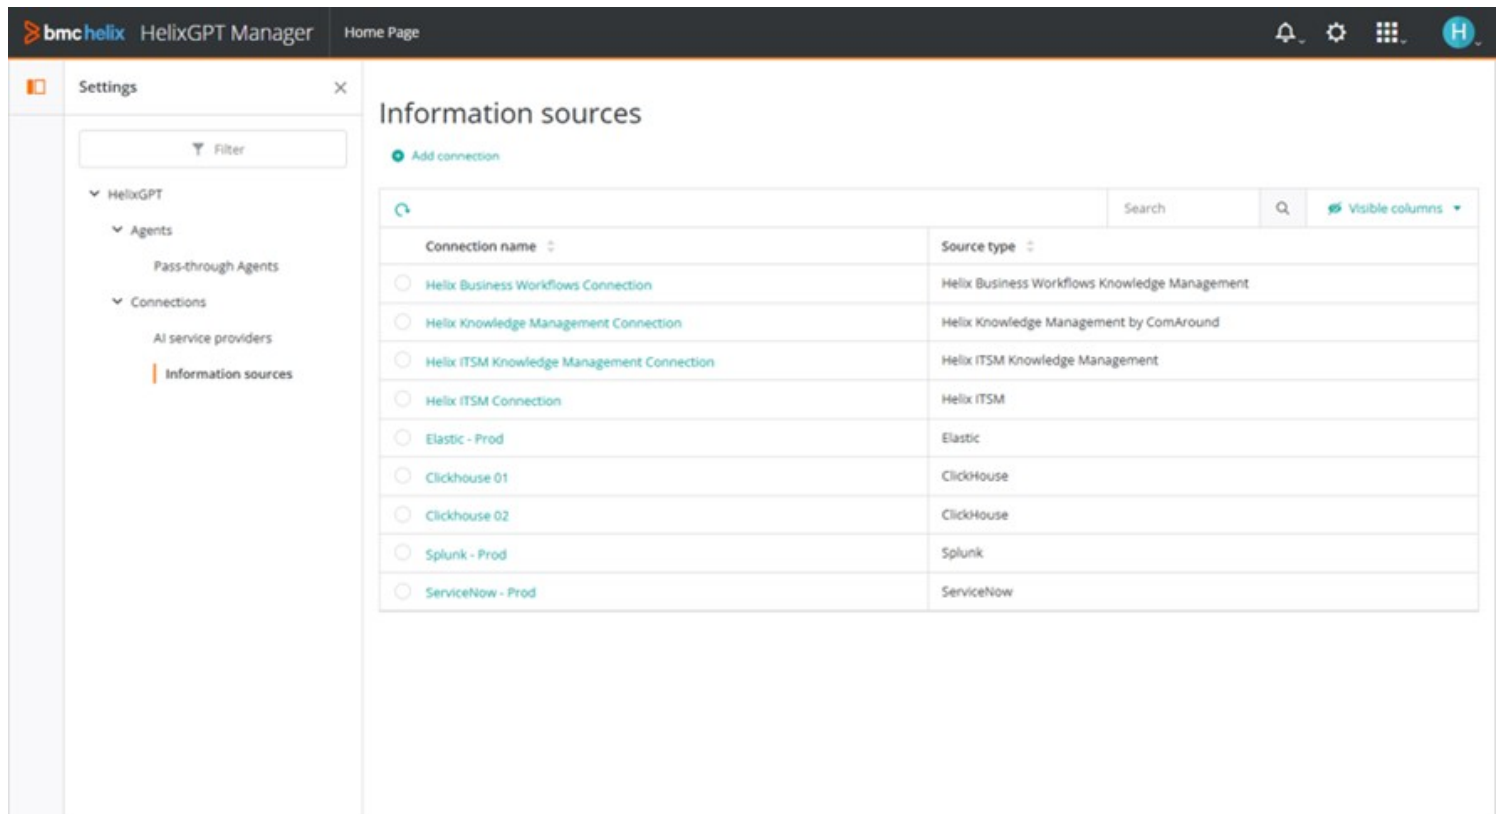 bmchelix HelixGPT Manager Home Page H
Settings
Filter
HelixGPT
Agents
Pass-through Agents
Connections
AI service providers
Information sources
Information sources
Add connection
Search Visible columns
Connection name Source type
Helix Business Workflows Connection Helix Business Workflows Knowledge Management
Helix Knowledge Management Connection Helix Knowledge Management by ComAround
Helix ITSM Knowledge Management Connection Helix ITSM Knowledge Management
Helix ITSM Connection Helix ITSM
Elastic - Prod Elastic
Clickhouse 01 ClickHouse
Clickhouse 02 ClickHouse
Splunk - Prod Splunk
ServiceNow - Prod ServiceNow